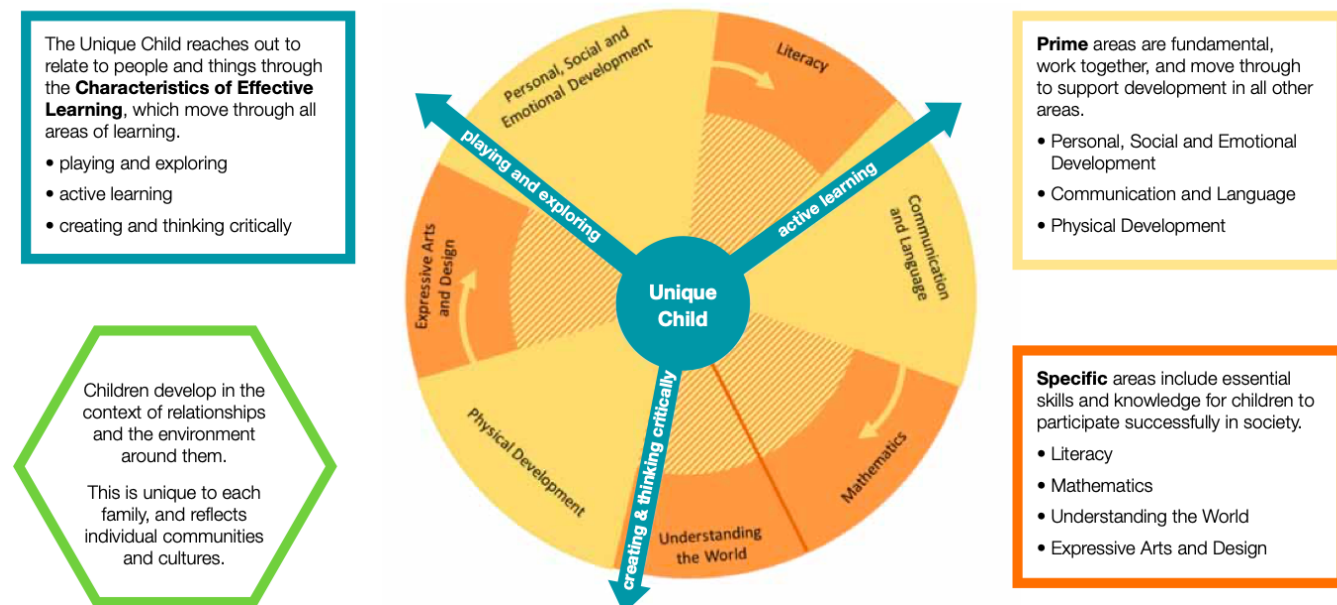 The Unique Child reaches out to
relate to people and things through
the Characteristics of Effective
Learning, which move through all
areas of learning.
• playing and exploring
• active learning
• creating and thinking critically
Children develop in the
context of relationships
and the environment
around them.
This is unique to each
family, and reflects
individual communities
and cultures.
Personal, Social and
Emotional Development
Literacy
playing and exploring
active learning
Communication
and Language
Expressive Arts
and Design
Unique
Child
Physical Development
creating & thinking critically
Mathematics
Understanding
the World
Prime areas are fundamental,
work together, and move through
to support development in all other
areas.
• Personal, Social and Emotional
Development
• Communication and Language
• Physical Development
Specific areas include essential
skills and knowledge for children to
participate successfully in society.
• Literacy
• Mathematics
• Understanding the World
• Expressive Arts and Design